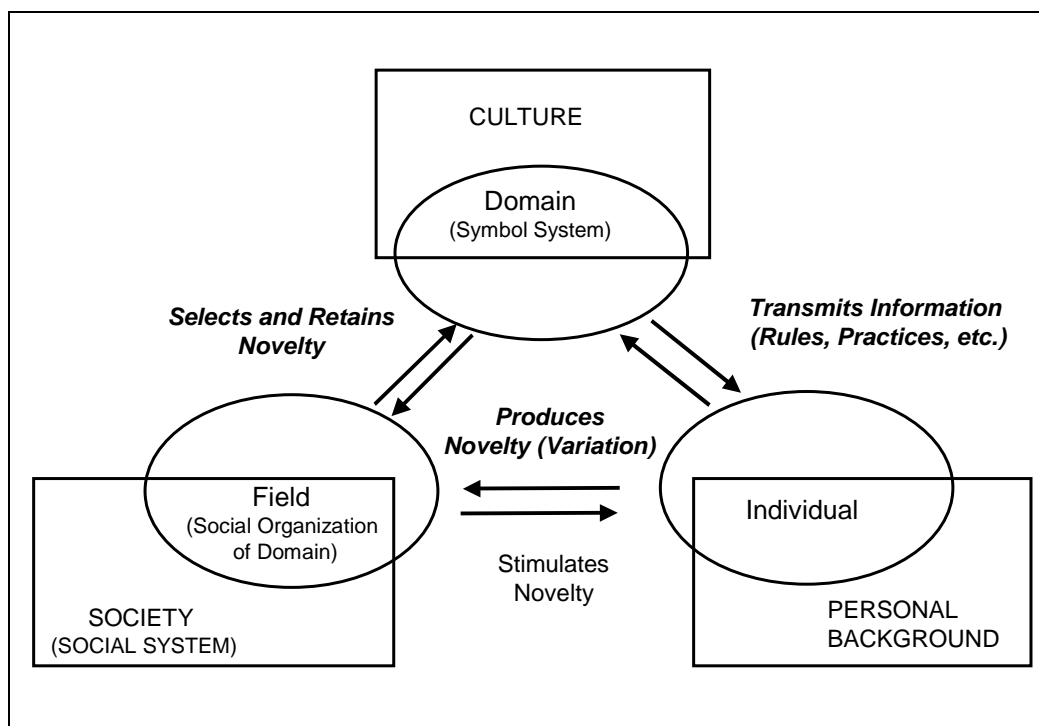 CULTURE
Domain
(Symbol System)
Selects and Retains
Novelty
Transmits Information
(Rules, Practices, etc.)
Produces
Novelty (Variation)
Field
(Social Organization
of Domain)
Individual
Stimulates
Novelty
SOCIETY
(SOCIAL SYSTEM)
PERSONAL
BACKGROUND